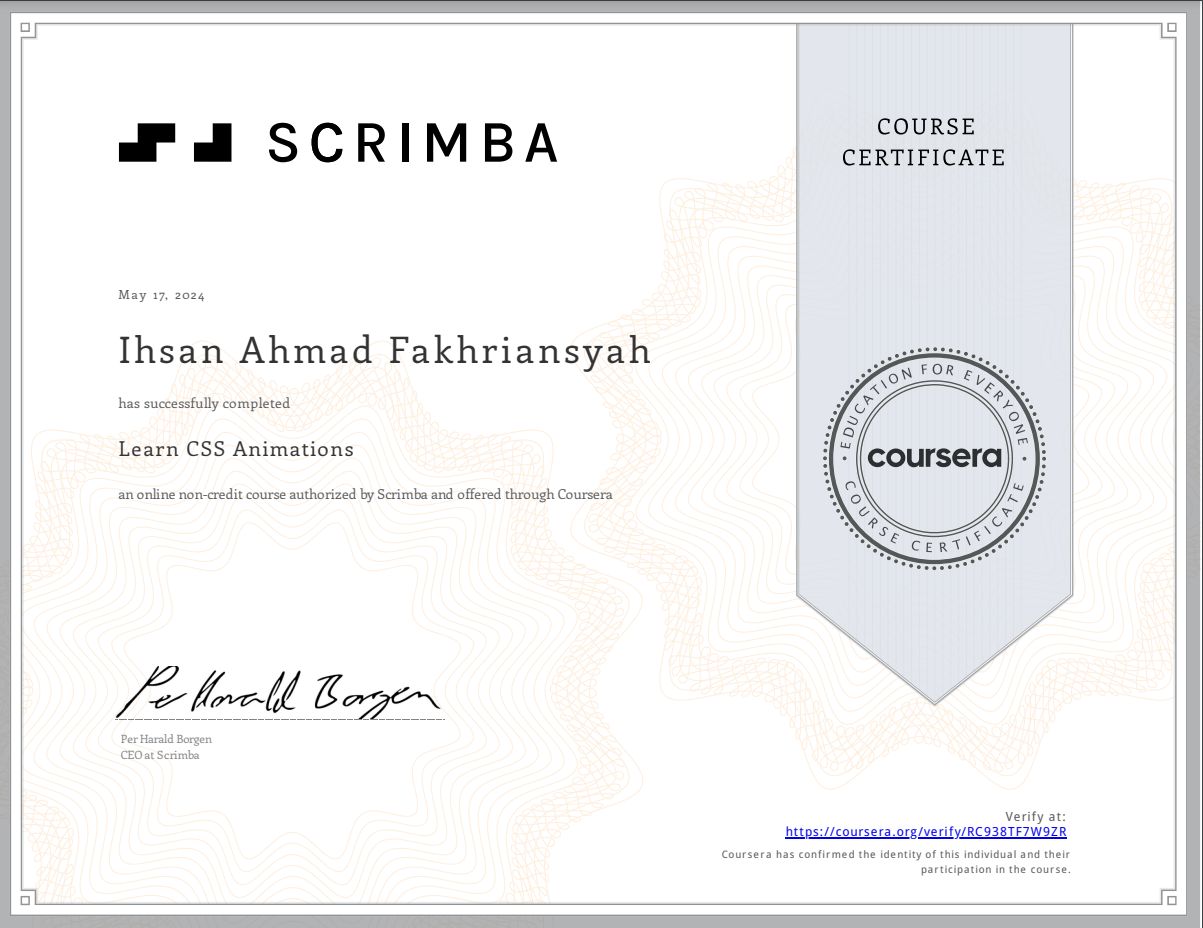 SCRIMBA
COURSE
CERTIFICATE
May 17, 2024
Ihsan Ahmad Fakhriansyah
has successfully completed
Learn CSS Animations
an online non-credit course authorized by Scrimba and offered through Coursera
EDUCATION FOR EVERYONE
coursera
COURSE CERTIFICATE
Per Harald Borgen
Per Harald Borgen
CEO at Scrimba
Verify at:
https://coursera.org/verify/RC938TF7W9ZR
Coursera has confirmed the identity of this individual and their
participation in the course.